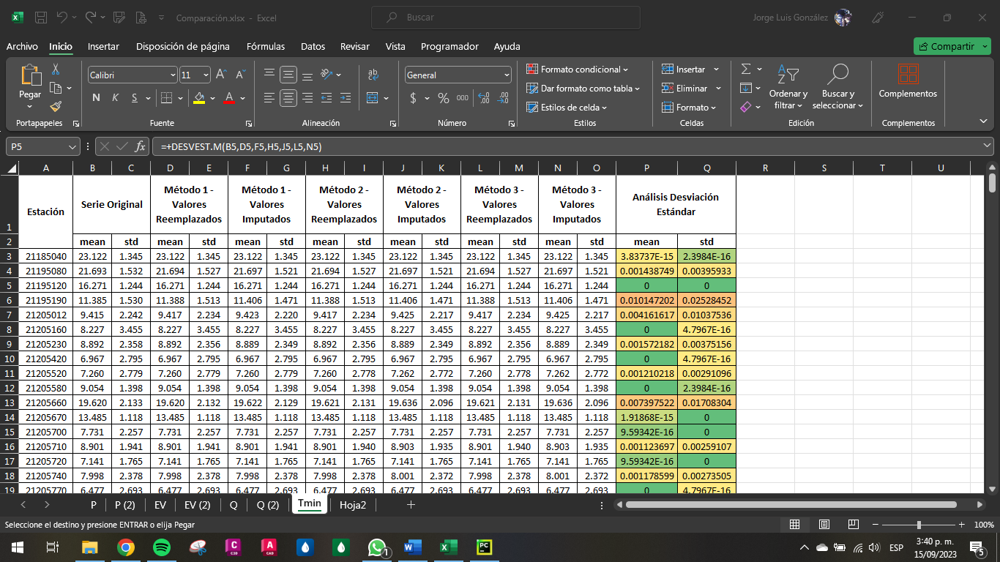 Comparación.xlsx - Excel
Buscar
Jorge Luis González
Archivo Inicio Insertar Disposición de página Fórmulas Datos Revisar Vista Programador Ayuda
Compartir
Pegar
Calibri 11
N K S
ab
General
$ % 000
Formato condicional
Dar formato como tabla
Estilos de celda
Insertar
Eliminar
Formato
Ordenar y filtrar
Buscar y seleccionar
Complementos
Portapapeles Fuente Alineación Número Estilos Celdas Edición Complementos
P5 fx =+DESVEST.M(B5,D5,F5,H5,J5,L5,N5)
A B C D E F G H I J K L M N O P Q R S T U
1 Estación Serie Original Método 1 - Valores Reemplazados Método 1 - Valores Imputados Método 2 - Valores Reemplazados Método 2 - Valores Imputados Método 3 - Valores Reemplazados Método 3 - Valores Imputados Análisis Desviación Estándar
2 mean std mean std mean std mean std mean std mean std mean std mean std
3 21185040 23.122 1.345 23.122 1.345 23.122 1.345 23.122 1.345 23.122 1.345 23.122 1.345 23.122 1.345 3.83737E-15 2.3984E-16
4 21195080 21.693 1.532 21.694 1.527 21.697 1.521 21.694 1.527 21.697 1.521 21.694 1.527 21.697 1.521 0.001438749 0.00395933
5 21195120 16.271 1.244 16.271 1.244 16.271 1.244 16.271 1.244 16.271 1.244 16.271 1.244 16.271 1.244 0 0
6 21195190 11.385 1.530 11.388 1.513 11.406 1.471 11.388 1.513 11.406 1.471 11.388 1.513 11.406 1.471 0.010147202 0.02528452
7 21205012 9.415 2.242 9.417 2.234 9.423 2.220 9.417 2.234 9.425 2.217 9.417 2.234 9.425 2.217 0.004161617 0.01037536
8 21205160 8.227 3.455 8.227 3.455 8.227 3.455 8.227 3.455 8.227 3.455 8.227 3.455 8.227 3.455 0 4.7967E-16
9 21205230 8.892 2.358 8.892 2.356 8.889 2.349 8.892 2.356 8.889 2.349 8.892 2.356 8.889 2.349 0.001572182 0.00375156
10 21205420 6.967 2.795 6.967 2.795 6.967 2.795 6.967 2.795 6.967 2.795 6.967 2.795 6.967 2.795 0 4.7967E-16
11 21205520 7.260 2.779 7.260 2.779 7.260 2.779 7.260 2.778 7.262 2.772 7.260 2.778 7.262 2.772 0.001210218 0.00291096
12 21205580 9.054 1.398 9.054 1.398 9.054 1.398 9.054 1.398 9.054 1.398 9.054 1.398 9.054 1.398 0 2.3984E-16
13 21205660 19.620 2.133 19.620 2.132 19.622 2.129 19.621 2.131 19.636 2.096 19.621 2.131 19.636 2.096 0.007397522 0.01708304
14 21205670 13.485 1.118 13.485 1.118 13.485 1.118 13.485 1.118 13.485 1.118 13.485 1.118 13.485 1.118 1.91868E-15 0
15 21205700 7.731 2.257 7.731 2.257 7.731 2.257 7.731 2.257 7.731 2.257 7.731 2.257 7.731 2.257 9.59342E-16 0
16 21205710 8.901 1.941 8.901 1.941 8.901 1.941 8.901 1.940 8.903 1.935 8.901 1.940 8.903 1.935 0.001123697 0.00259107
17 21205720 7.141 1.765 7.141 1.765 7.141 1.765 7.141 1.765 7.141 1.765 7.141 1.765 7.141 1.765 9.59342E-16 0
18 21205740 7.998 2.378 7.998 2.378 7.998 2.378 7.998 2.378 8.001 2.372 7.998 2.378 8.001 2.372 0.001178599 0.00273505
19 21205770 6.477 2.693 6.477 2.693 6.477 2.693 6.477 2.693 6.477 2.693 6.477 2.693 6.477 2.693 0 4.7967E-16
P P (2) EV EV (2) Q Q (2) Tmin Hoja2
Seleccione el destino y presione ENTRAR o elija Pegar
100%
C C3D
A CAD
1
W
PC
ESP
3:40 p. m.
15/09/2023
5